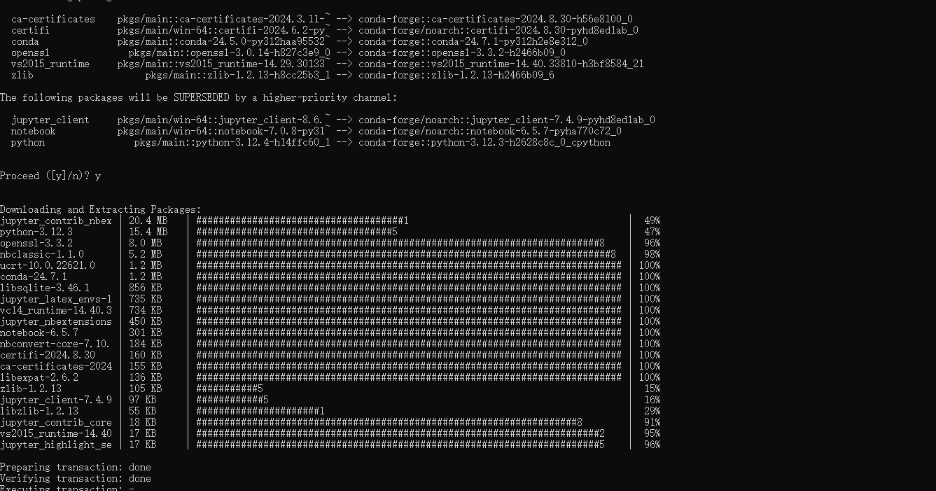 ca-certificates pkgs/main::ca-certificates-2024.3.11-~ --> conda-forge::ca-certificates-2024.8.30-h56e8100_0
certifi pkgs/main/win-64::certifi-2024.6.2-py~ --> conda-forge/noarch::certifi-2024.8.30-pyhd8ed1ab_0
conda pkgs/main::conda-24.5.0-py312haa95532~ --> conda-forge::conda-24.7.1-py312h2e8e312_0
openssl pkgs/main::openssl-3.0.14-h827c3e9_0 --> conda-forge::openssl-3.3.2-h2466b09_0
vs2015_runtime pkgs/main::vs2015_runtime-14.29.30133~ --> conda-forge::vs2015_runtime-14.40.33810-h3bf8584_21
zlib pkgs/main::zlib-1.2.13-h8cc25b3_1 --> conda-forge::zlib-1.2.13-h2466b09_6
The following packages will be SUPERSEDED by a higher-priority channel:
jupyter_client pkgs/main/win-64::jupyter_client-8.6.~ --> conda-forge/noarch::jupyter_client-7.4.9-pyhd8ed1ab_0
notebook pkgs/main/win-64::notebook-7.0.8-py31~ --> conda-forge/noarch::notebook-6.5.7-pyha770c72_0
python pkgs/main::python-3.12.4-h14ffc60_1 --> conda-forge::python-3.12.3-h2628c8c_0_cpython
Proceed ([y]/n)? y
Downloading and Extracting Packages:
jupyter_contrib_nbex | 20.4 MB | #####################################1 | 49%
python-3.12.3 | 15.4 MB | ###################################5 | 47%
openssl-3.3.2 | 8.0 MB | ########################################################################8 | 96%
nbclassic-1.1.0 | 5.2 MB | ##########################################################################8 | 98%
ucrt-10.0.22621.0 | 1.2 MB | ############################################################################ | 100%
conda-24.7.1 | 1.2 MB | ############################################################################ | 100%
libsqlite-3.46.1 | 856 KB | ############################################################################ | 100%
jupyter_latex_envs-1 | 735 KB | ############################################################################ | 100%
vc14_runtime-14.40.3 | 734 KB | ############################################################################ | 100%
jupyter_nbextensions | 450 KB | ############################################################################ | 100%
notebook-6.5.7 | 301 KB | ############################################################################ | 100%
nbconvert-core-7.10. | 184 KB | ############################################################################ | 100%
certifi-2024.8.30 | 160 KB | ############################################################################ | 100%
ca-certificates-2024 | 155 KB | ############################################################################ | 100%
libexpat-2.6.2 | 136 KB | ############################################################################ | 100%
zlib-1.2.13 | 105 KB | ###########5 | 15%
jupyter_client-7.4.9 | 97 KB | ############5 | 16%
libzlib-1.2.13 | 55 KB | ######################1 | 29%
jupyter_contrib_core | 18 KB | ####################################################################8 | 91%
vs2015_runtime-14.40 | 17 KB | ########################################################################2 | 95%
jupyter_highlight_se | 17 KB | ########################################################################5 | 96%
Preparing transaction: done
Verifying transaction: done
Executing transaction: -